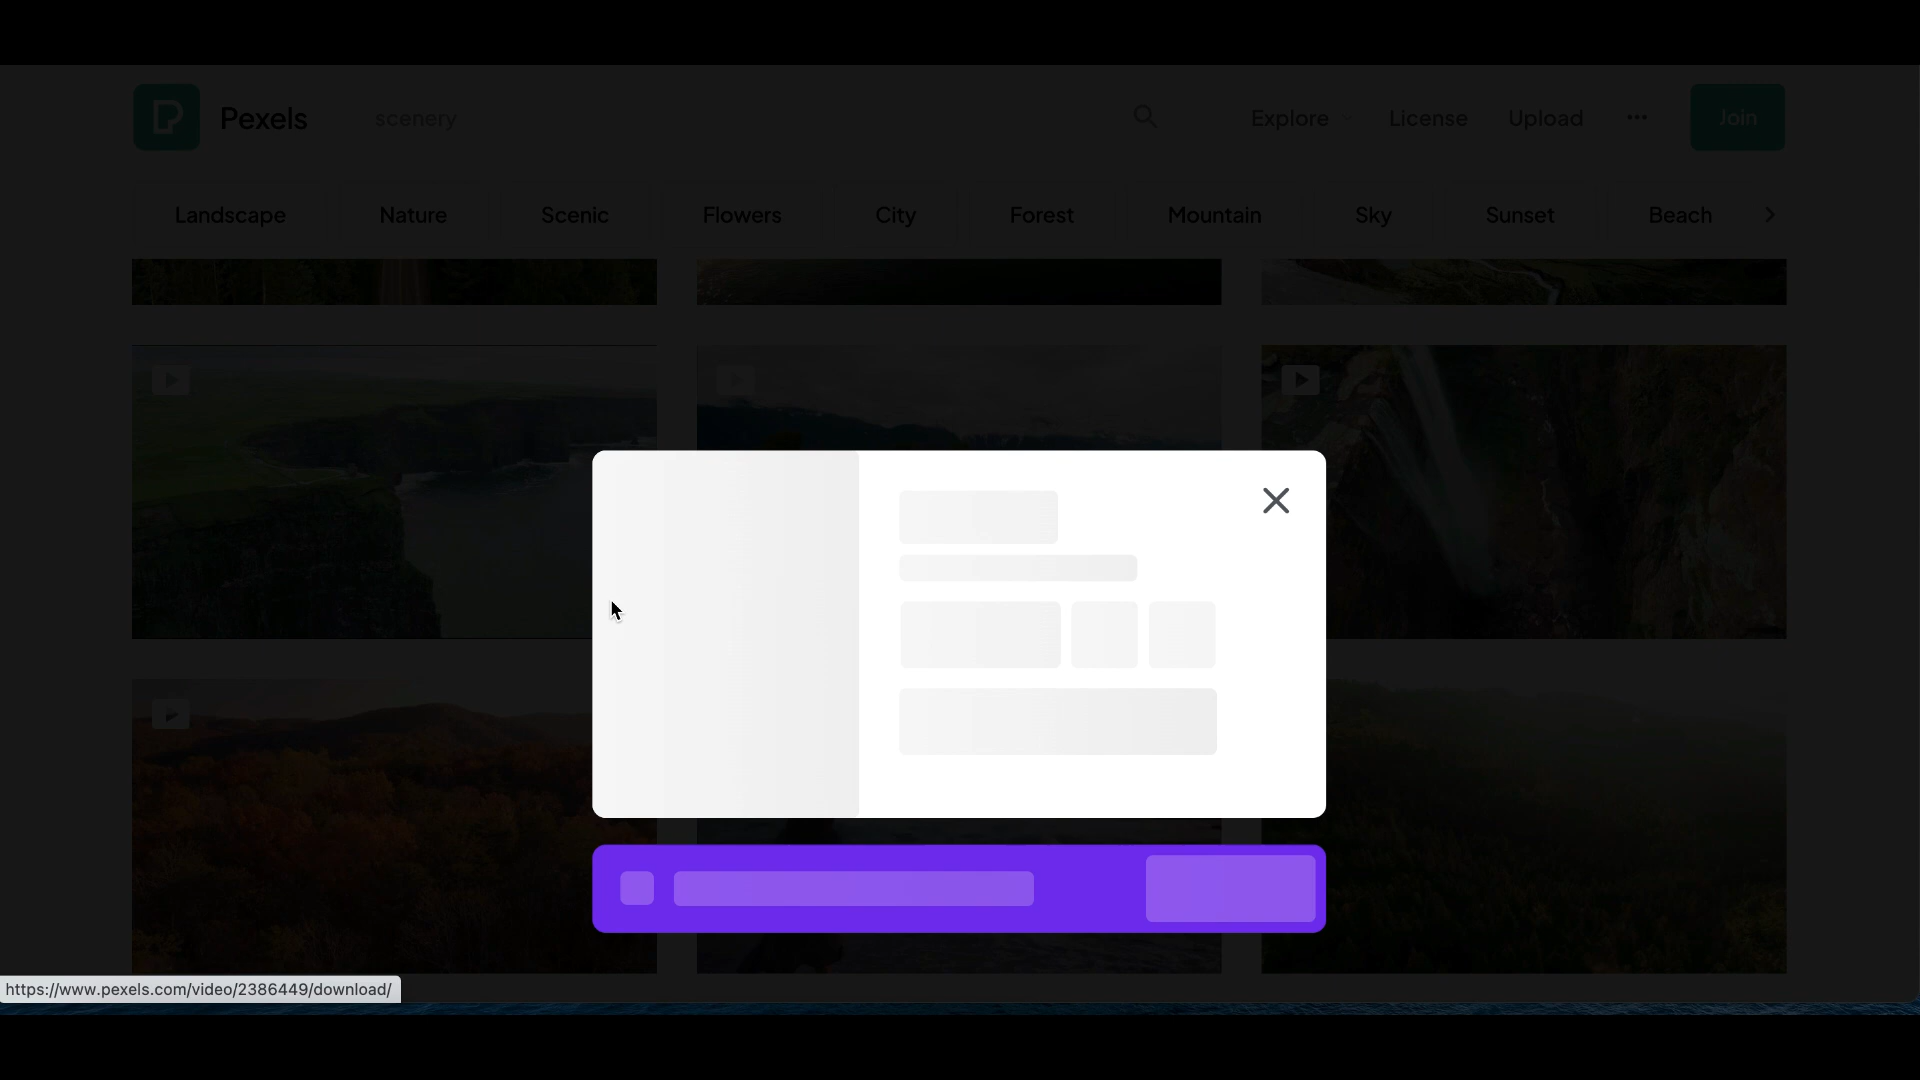 Pexels
scenery
Explore
License
Upload
Join
Landscape
Nature
Scenic
Flowers
City
Forest
Mountain
Sky
Sunset
Beach
https://www.pexels.com/video/2386449/download/